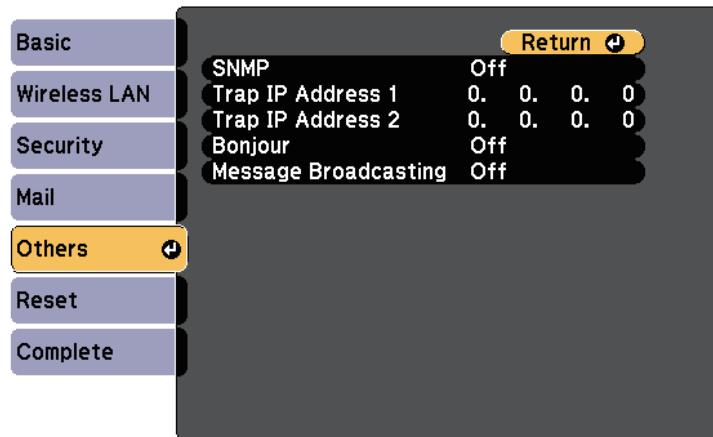 Basic
Wireless LAN
Security
Mail
Others
Reset
Complete
Return
SNMP Off
Trap IP Address 1 0. 0. 0. 0
Trap IP Address 2 0. 0. 0. 0
Bonjour Off
Message Broadcasting Off